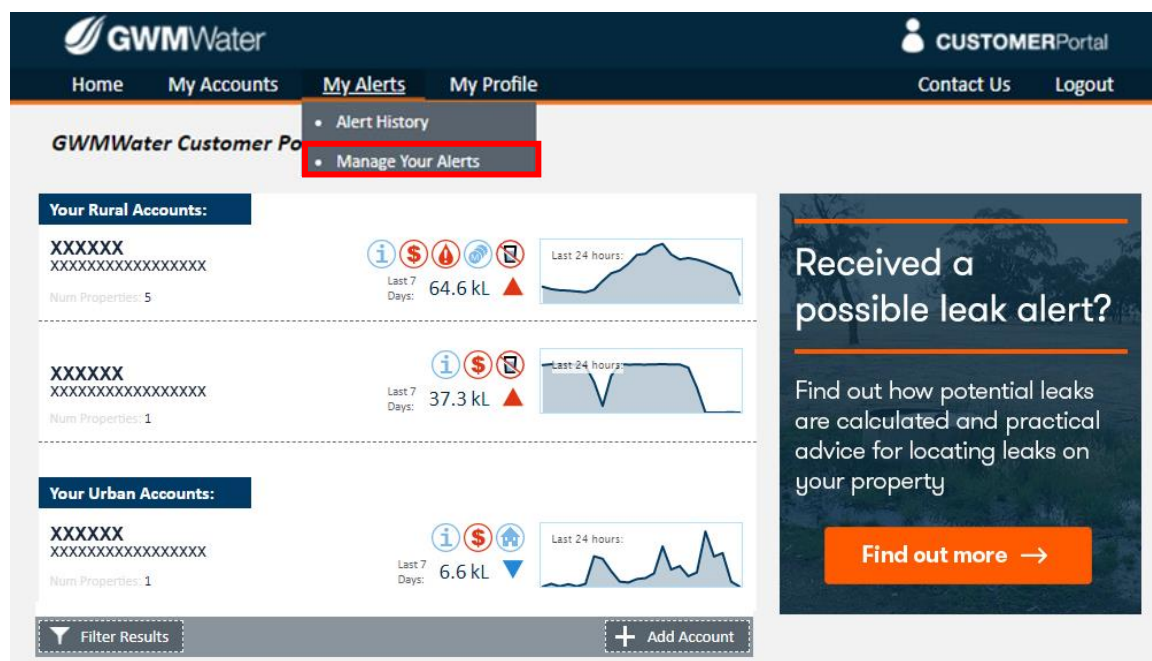 GWMWater
CUSTOMERPortal
Home My Accounts My Alerts My Profile Contact Us Logout
• Alert History
• Manage Your Alerts
GWMWater Customer Po
Your Rural Accounts:
XXXXXX
XXXXXXXXXXXXXXXXX
Num Properties: 5
Last 7
Days: 64.6 kL
Last 24 hours:
XXXXXX
XXXXXXXXXXXXXXXXX
Num Properties: 1
Last 7
Days: 37.3 kL
Last 24 hours:
Your Urban Accounts:
XXXXXX
XXXXXXXXXXXXXXXXX
Num Properties: 1
Last 7
Days: 6.6 kL
Last 24 hours:
Filter Results
+ Add Account
Received a
possible leak alert?
Find out how potential leaks
are calculated and practical
advice for locating leaks on
your property
Find out more →